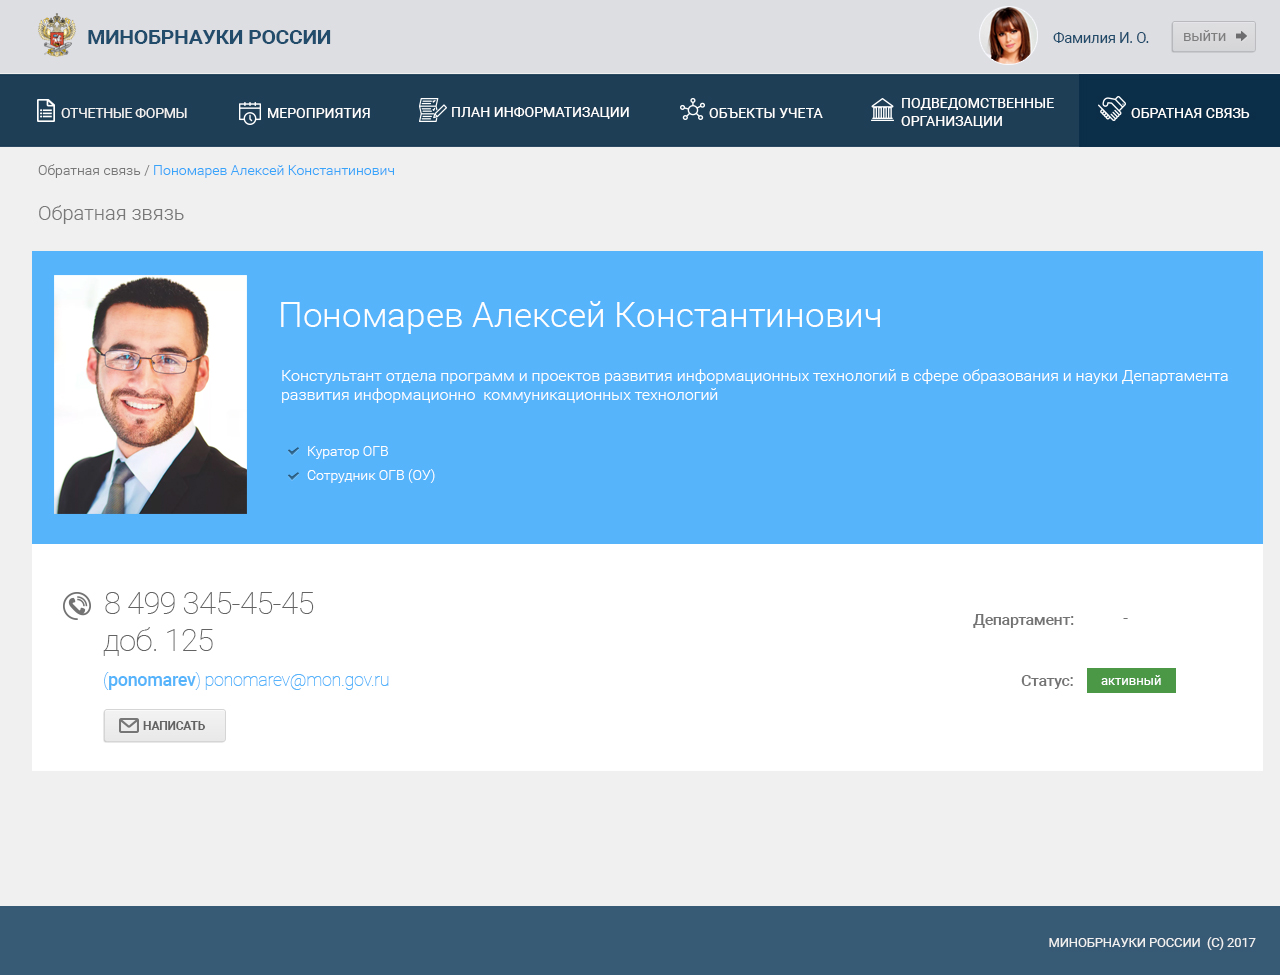 МИНОБРНАУКИ РОССИИ
Фамилия И. О.
ВЫЙТИ
ОТЧЕТНЫЕ ФОРМЫ
МЕРОПРИЯТИЯ
ПЛАН ИНФОРМАТИЗАЦИИ
ОБЪЕКТЫ УЧЕТА
ПОДВЕДОМСТВЕННЫЕ
ОРГАНИЗАЦИИ
ОБРАТНАЯ СВЯЗЬ
Обратная связь / Пономарев Алексей Константинович
Обратная звязь
Пономарев Алексей Константинович
Констультант отдела программ и проектов развития информационных технологий в сфере образования и науки Департамента
развития информационно  коммуникационных технологий
Куратор ОГВ
Сотрудник ОГВ (ОУ)
8 499 345-45-45
доб. 125
(ponomarev) ponomarev@mon.gov.ru
НАПИСАТЬ
Департамент: -
Статус: активный
МИНОБРНАУКИ РОССИИ  (С) 2017